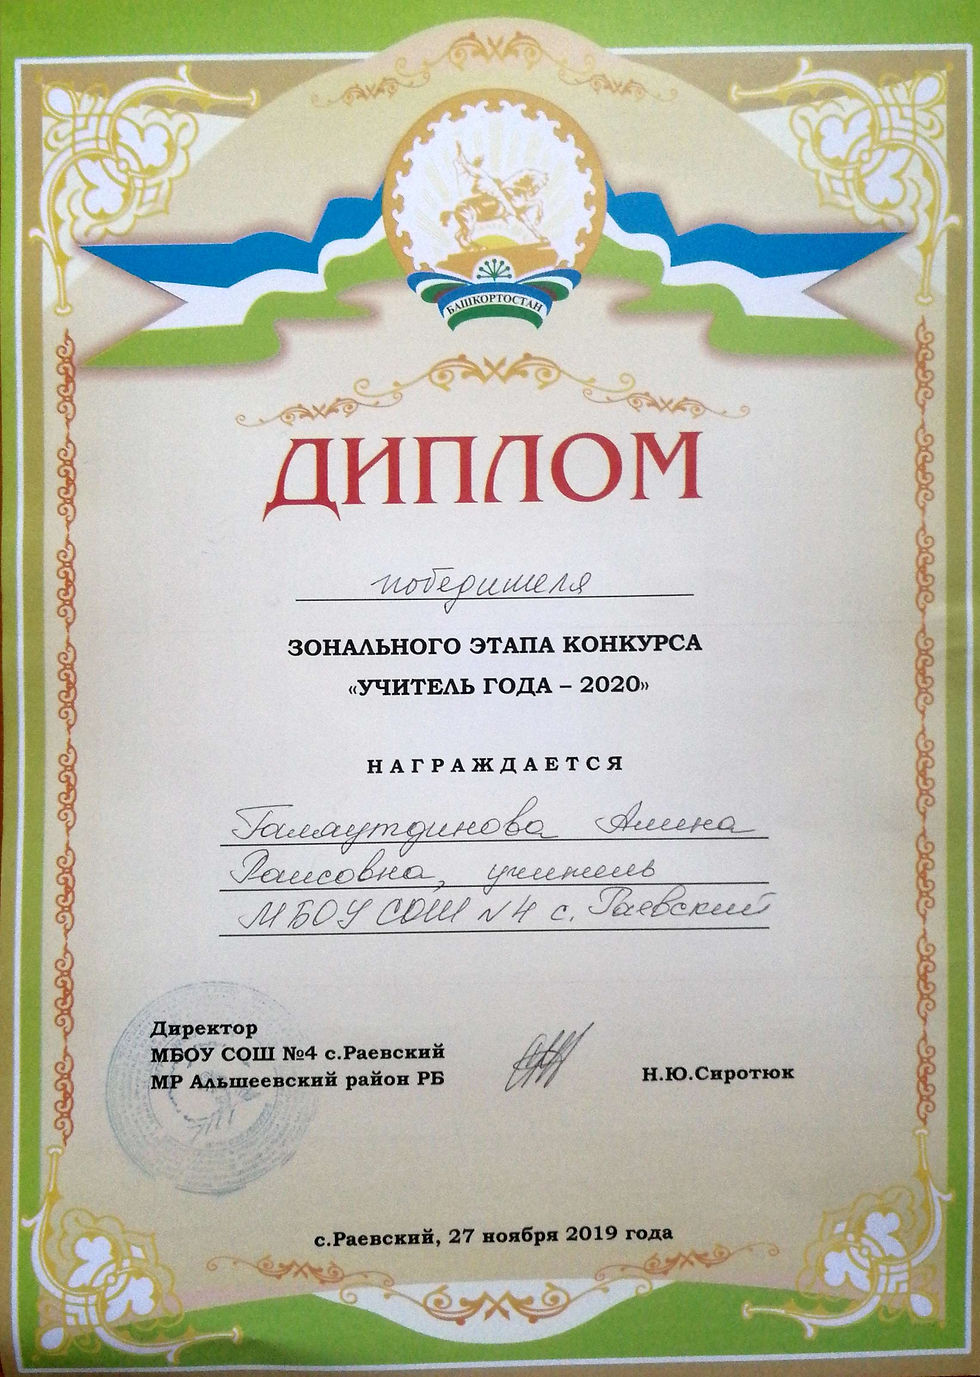 БАШКОРТОСТАН
ДИПЛОМ
победителя
ЗОНАЛЬНОГО ЭТАПА КОНКУРСА
«УЧИТЕЛЬ ГОДА – 2020»
НАГРАЖДАЕТСЯ
Галяутдинова Алина
Раисовна, учитель
МБОУ СОШ №4 с. Раевский
Директор
МБОУ СОШ №4 с.Раевский
МР Альшеевский район РБ
Н.Ю.Сиротюк
с.Раевский, 27 ноября 2019 года